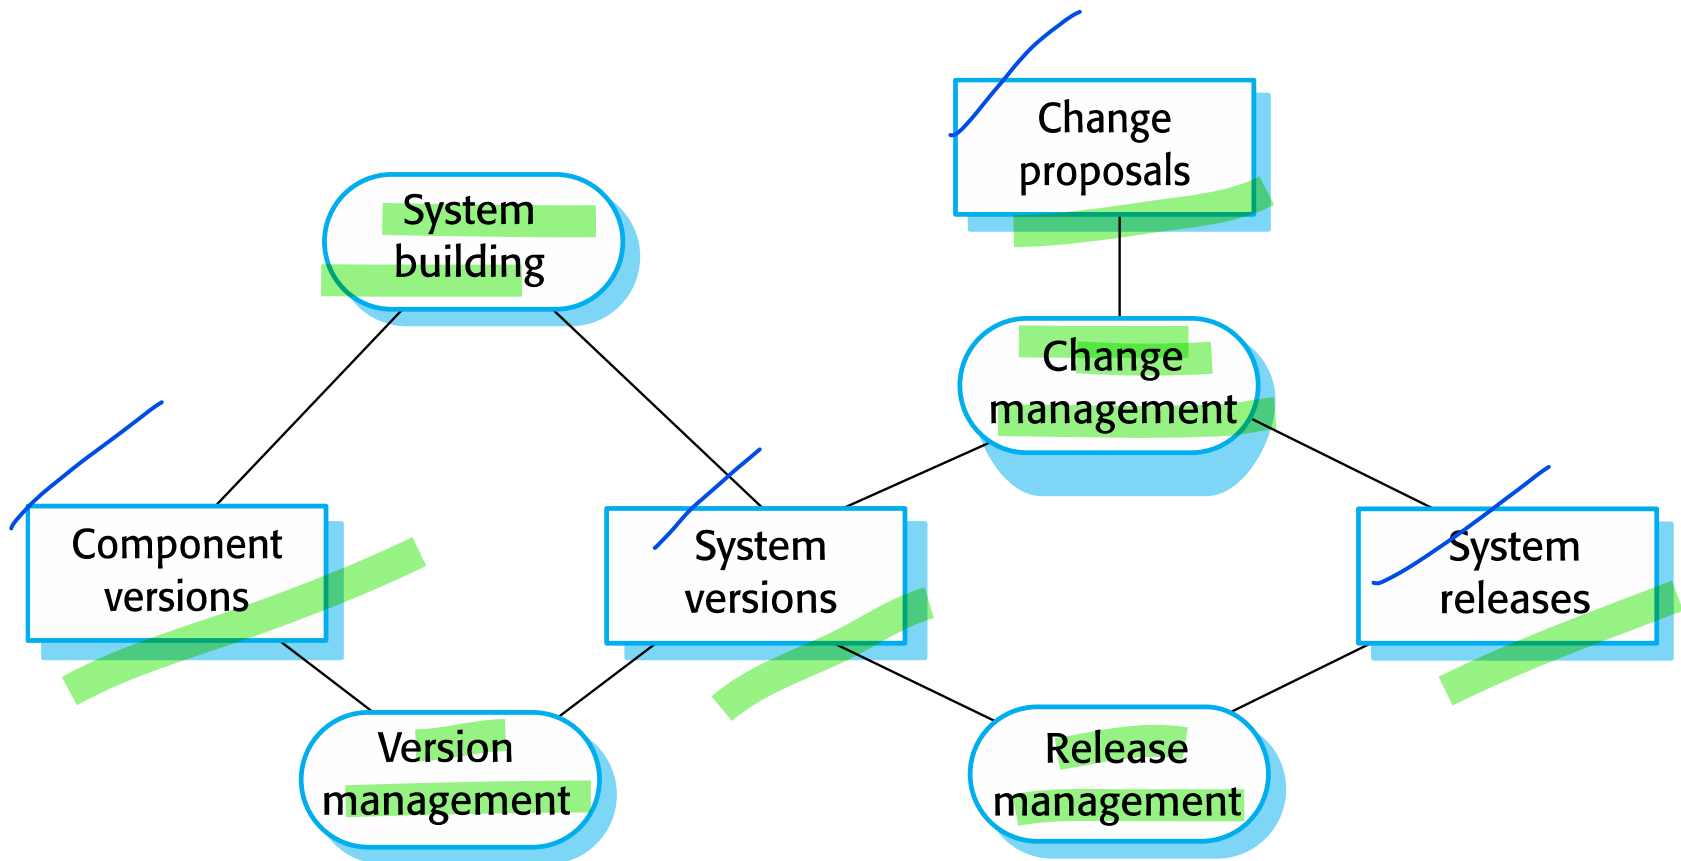 Change
proposals
System
building
Change
management
Component
versions
System
versions
System
releases
Version
management
Release
management